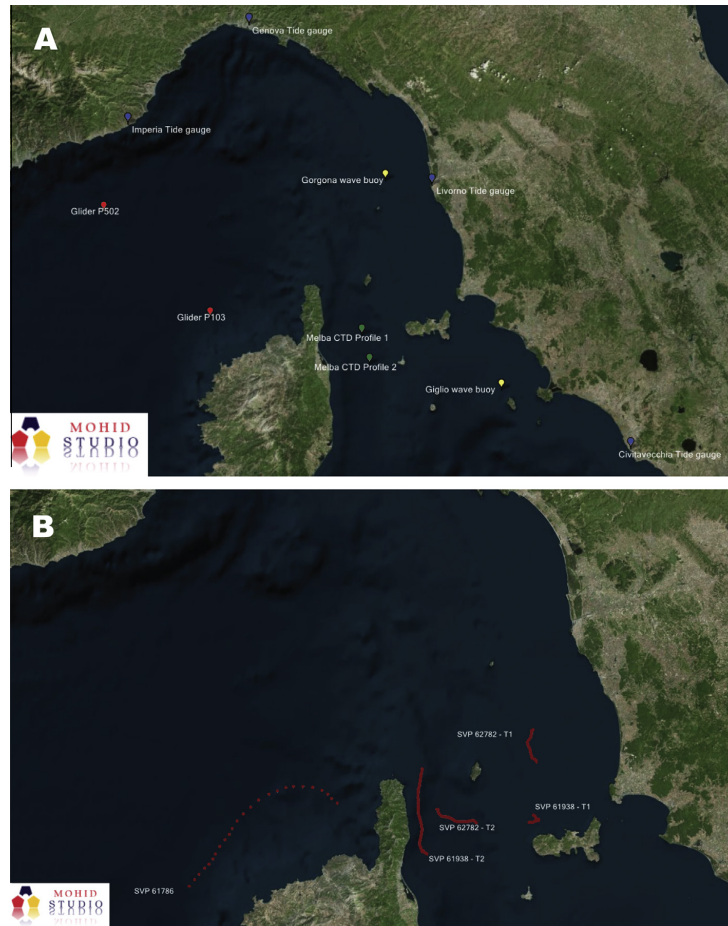 A
Genova Tide gauge
Imperia Tide gauge
Gorgona wave buoy
Livorno Tide gauge
Glider P502
Glider P103
Melba CTD Profile 1
Melba CTD Profile 2
Giglio wave buoy
Civitavecchia Tide gauge
MOHID
STUDIO
B
SVP 62782 - T1
SVP 61938 - T1
SVP 62782 - T2
SVP 61938 - T2
SVP 61786
MOHID
STUDIO